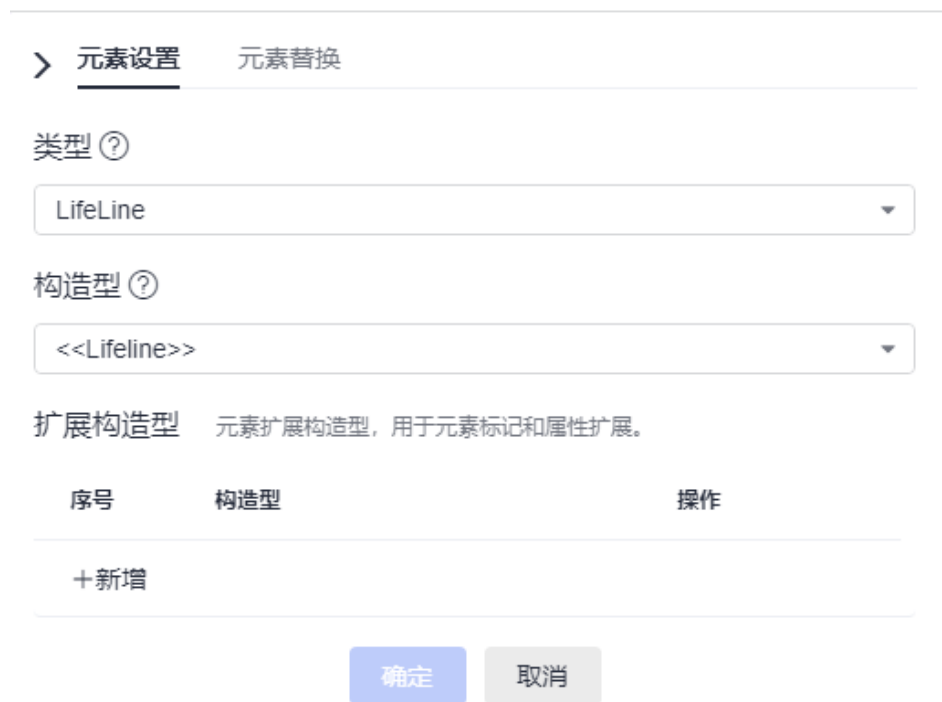 元素设置 元素替换
类型
LifeLine
构造型
<<Lifeline>>
扩展构造型 元素扩展构造型，用于元素标记和属性扩展。
序号 构造型 操作
+新增
确定 取消